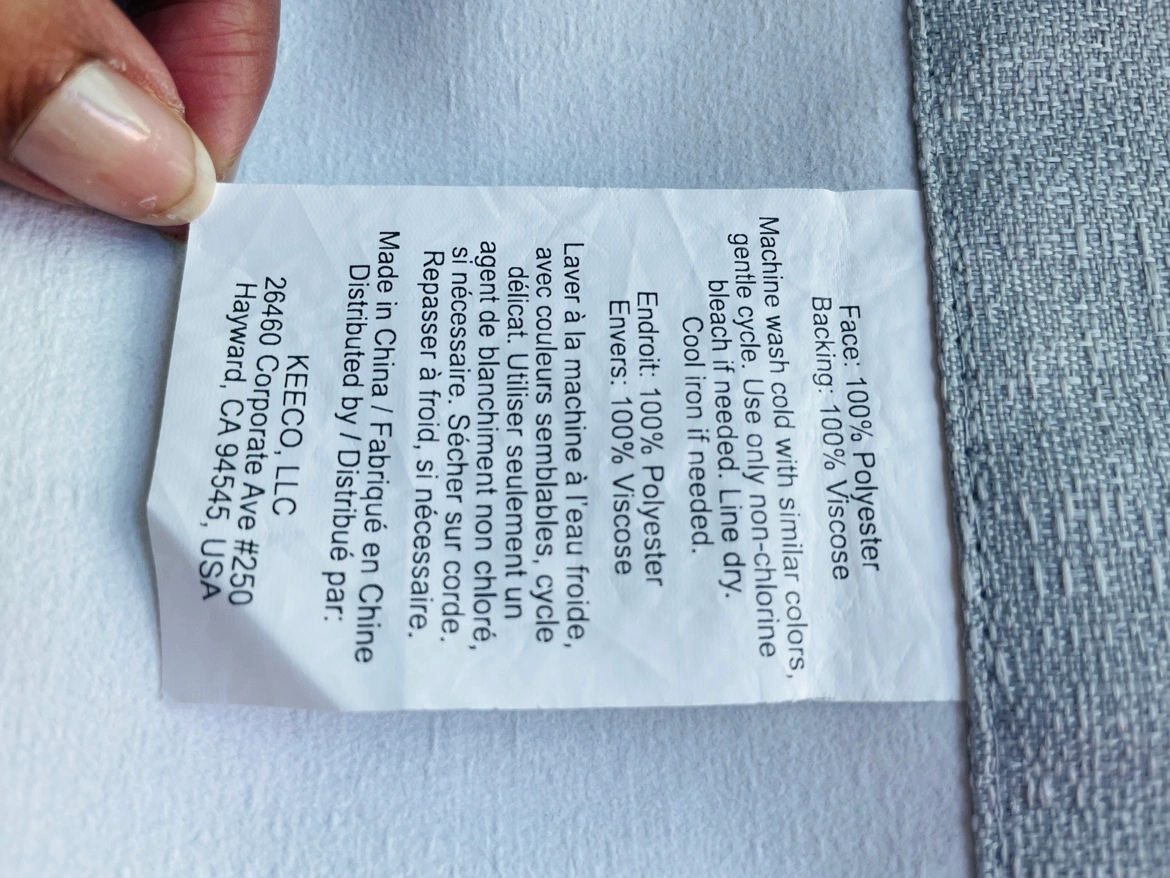 Face: 100% Polyester
Backing: 100% Viscose
Machine wash cold with similar colors,
gentle cycle. Use only non-chlorine
bleach if needed. Line dry.
Cool iron if needed.
Endroit: 100% Polyester
Envers: 100% Viscose
Laver à la machine à l'eau froide,
avec couleurs semblables, cycle
délicat. Utiliser seulement un
agent de blanchiment non chloré,
si nécessaire. Sécher sur corde.
Repasser à froid, si nécessaire.
Made in China / Fabriqué en Chine
Distributed by / Distribué par:
KEECO, LLC
26460 Corporate Ave #250
Hayward, CA 94545, USA